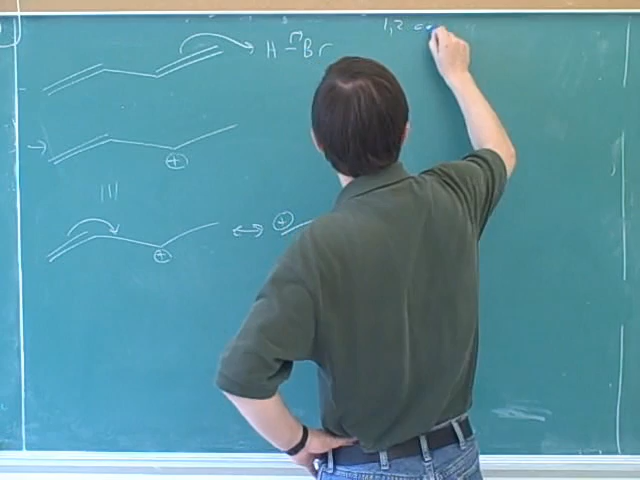 1,2
H-Br
→ ⊕
|||
⊕ ↔ ⊕